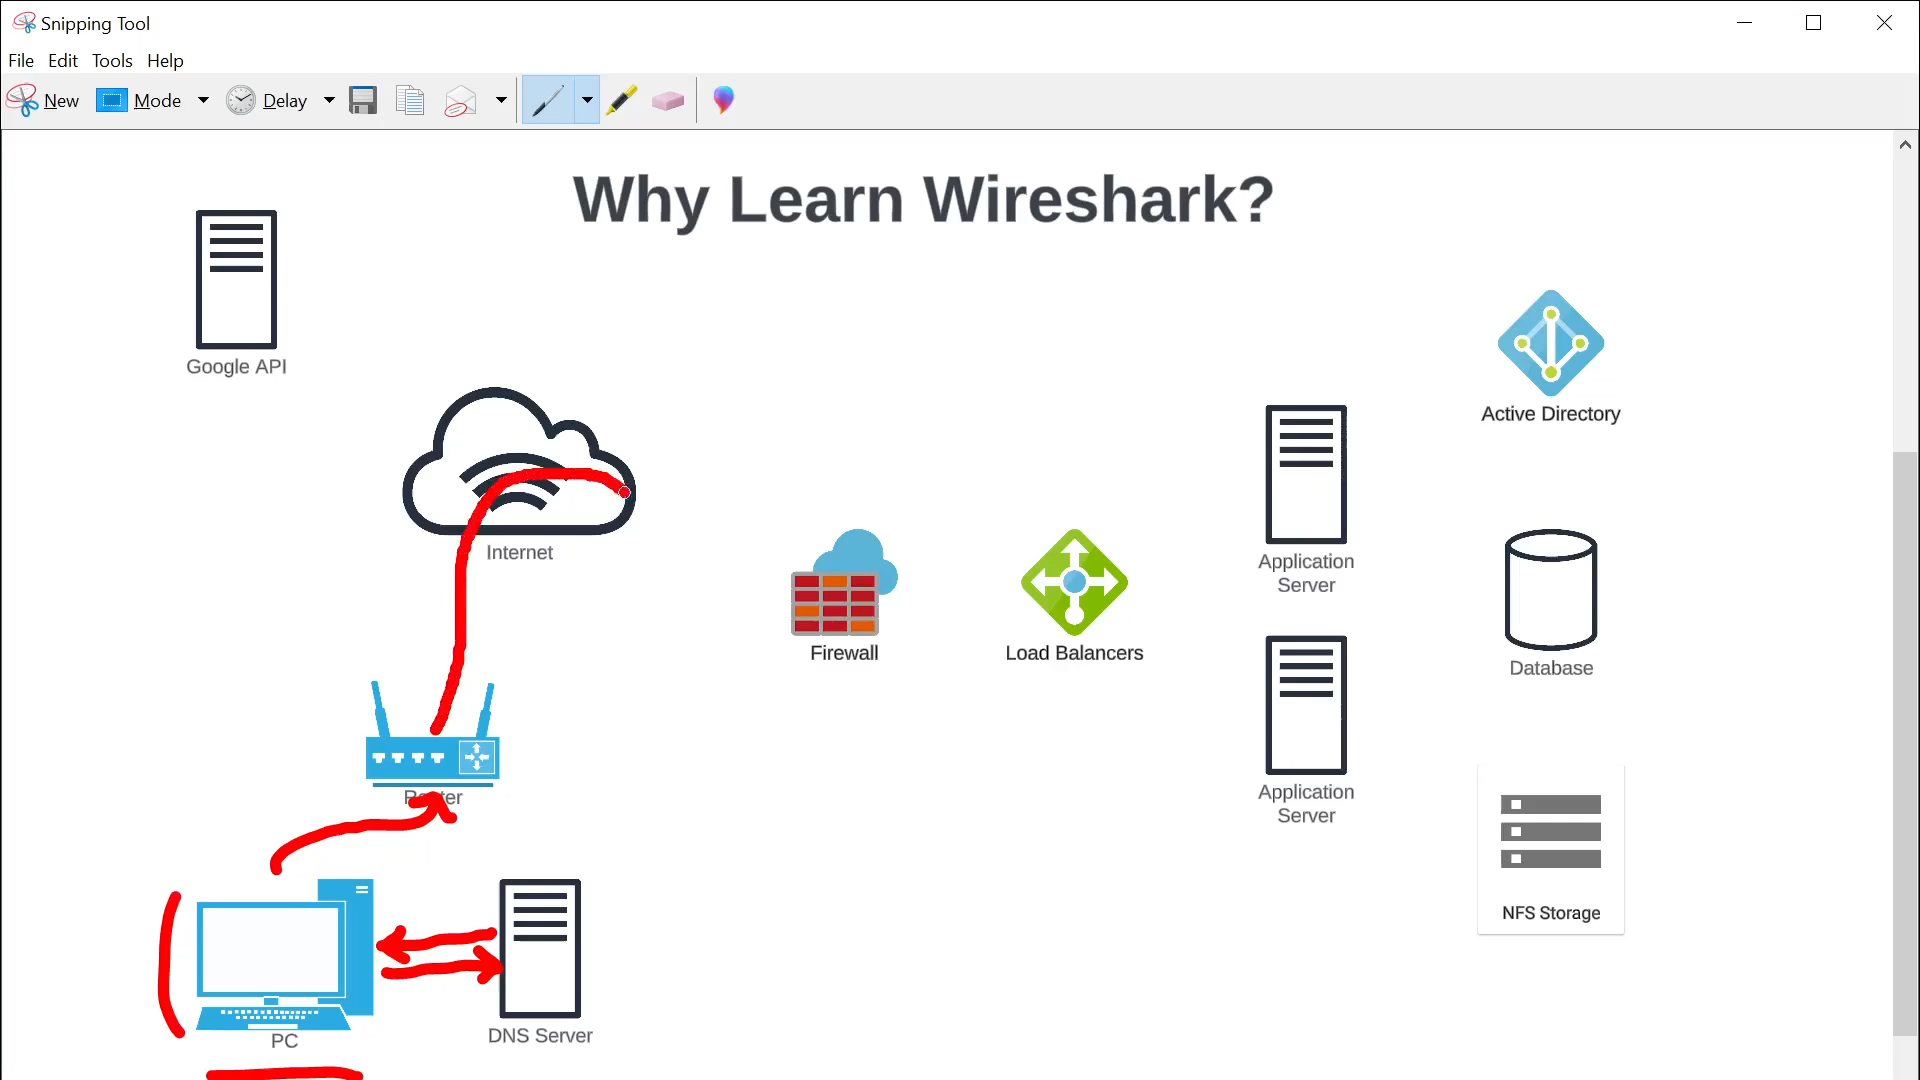 Snipping Tool
File Edit Tools Help
New Mode Delay
Why Learn Wireshark?
Google API
Active Directory
Internet
Application
Server
Firewall
Load Balancers
Database
Router
Application
Server
NFS Storage
DNS Server
PC